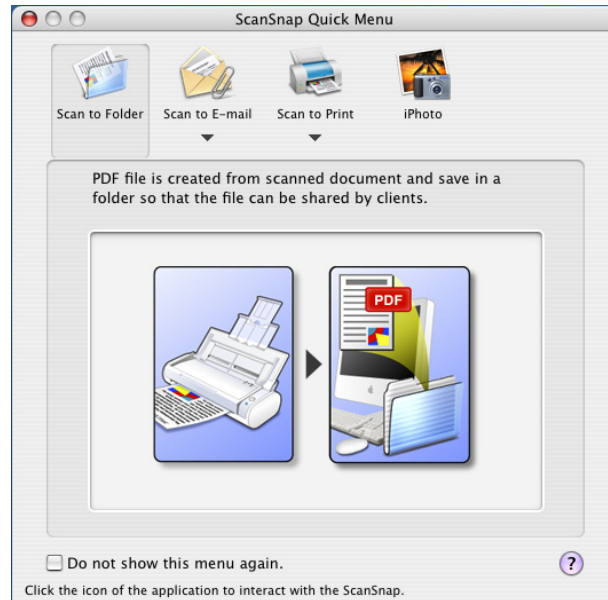 ScanSnap Quick Menu
Scan to Folder
Scan to E-mail
Scan to Print
iPhoto
PDF file is created from scanned document and save in a
folder so that the file can be shared by clients.
PDF
Do not show this menu again.
?
Click the icon of the application to interact with the ScanSnap.